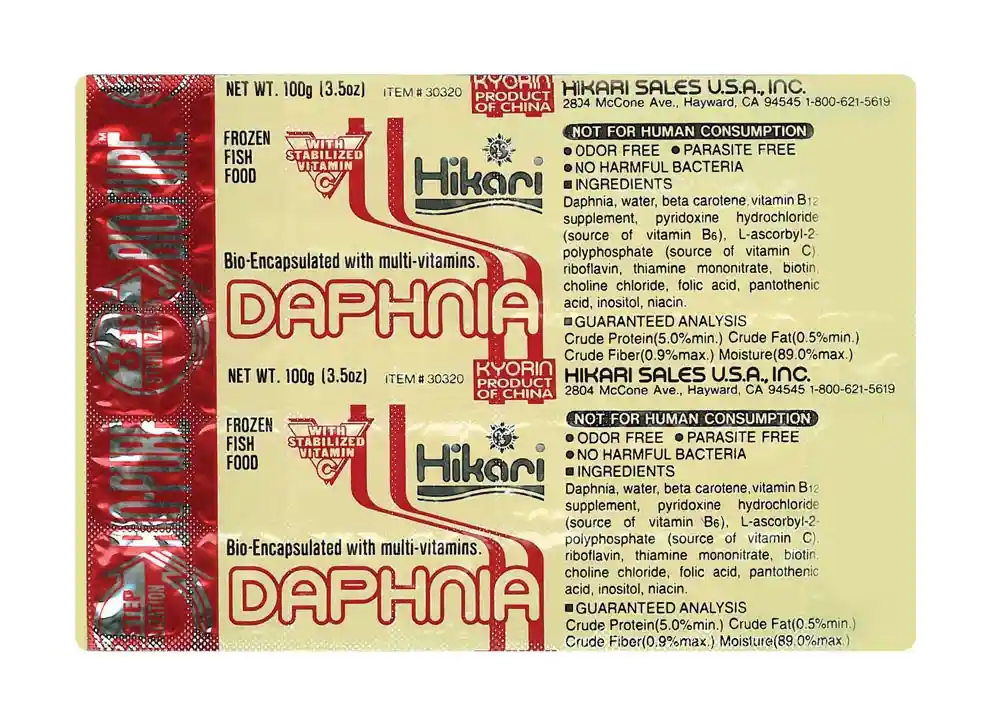 NET WT. 100g (3.5oz) ITEM # 30320
KYORIN
PRODUCT
OF CHINA
FROZEN
FISH
FOOD
WITH
STABILIZED
VITAMIN
C
Hikari
Bio-Encapsulated with multi-vitamins.
DAPHNIA
HIKARI SALES U.S.A., INC.
2804 McCone Ave., Hayward, CA 94545 1-800-621-5619
NOT FOR HUMAN CONSUMPTION
● ODOR FREE ● PARASITE FREE
● NO HARMFUL BACTERIA
■ INGREDIENTS
Daphnia, water, beta carotene, vitamin B12
supplement, pyridoxine hydrochloride
(source of vitamin B6), L-ascorbyl-2-
polyphosphate (source of vitamin C)
riboflavin, thiamine mononitrate, biotin
choline chloride, folic acid, pantothenic
acid, inositol, niacin.
■ GUARANTEED ANALYSIS
Crude Protein(5.0%min.) Crude Fat(0.5%min.)
Crude Fiber(0.9%max.) Moisture(89.0%max.)
NET WT. 100g (3.5oz) ITEM # 30320
KYORIN
PRODUCT
OF CHINA
FROZEN
FISH
FOOD
WITH
STABILIZED
VITAMIN
C
Hikari
Bio-Encapsulated with multi-vitamins.
DAPHNIA
HIKARI SALES U.S.A., INC.
2804 McCone Ave., Hayward, CA 94545 1-800-621-5619
NOT FOR HUMAN CONSUMPTION
● ODOR FREE ● PARASITE FREE
● NO HARMFUL BACTERIA
■ INGREDIENTS
Daphnia, water, beta carotene, vitamin B12
supplement, pyridoxine hydrochloride
(source of vitamin B6), L-ascorbyl-2-
polyphosphate (source of vitamin C)
riboflavin, thiamine mononitrate, biotin
choline chloride, folic acid, pantothenic
acid, inositol, niacin.
■ GUARANTEED ANALYSIS
Crude Protein(5.0%min.) Crude Fat(0.5%min.)
Crude Fiber(0.9%max.) Moisture(89.0%max.)
BIO-PURE